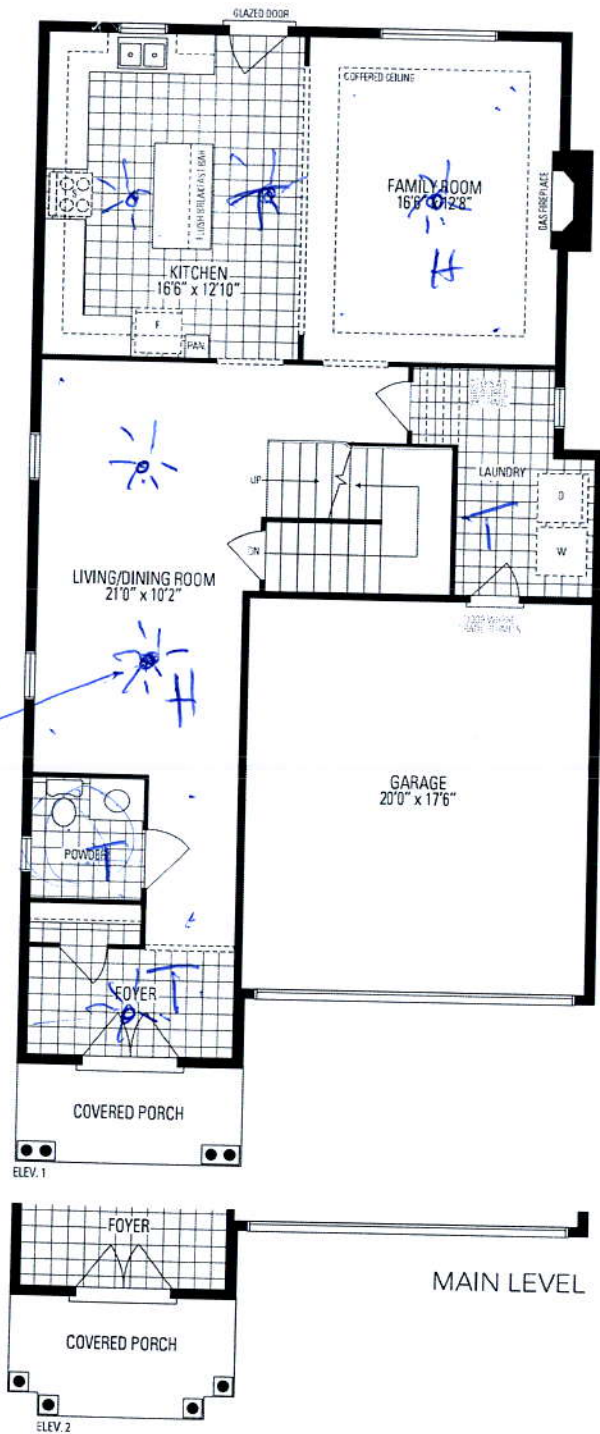 GLAZED DOOR
COFFERED CEILING
FLUSH BREAKFAST BAR
FAMILY ROOM
16'6" x 12'8"
H
GAS FIREPLACE
S
KITCHEN
16'6" x 12'10"
F
PAN.
UP
LAUNDRY
D
T
W
DN
LIVING/DINING ROOM
21'0" x 10'2"
H
GARAGE
20'0" x 17'6"
POWDER
T
T
FOYER
COVERED PORCH
ELEV. 1
FOYER
MAIN LEVEL
COVERED PORCH
ELEV. 2